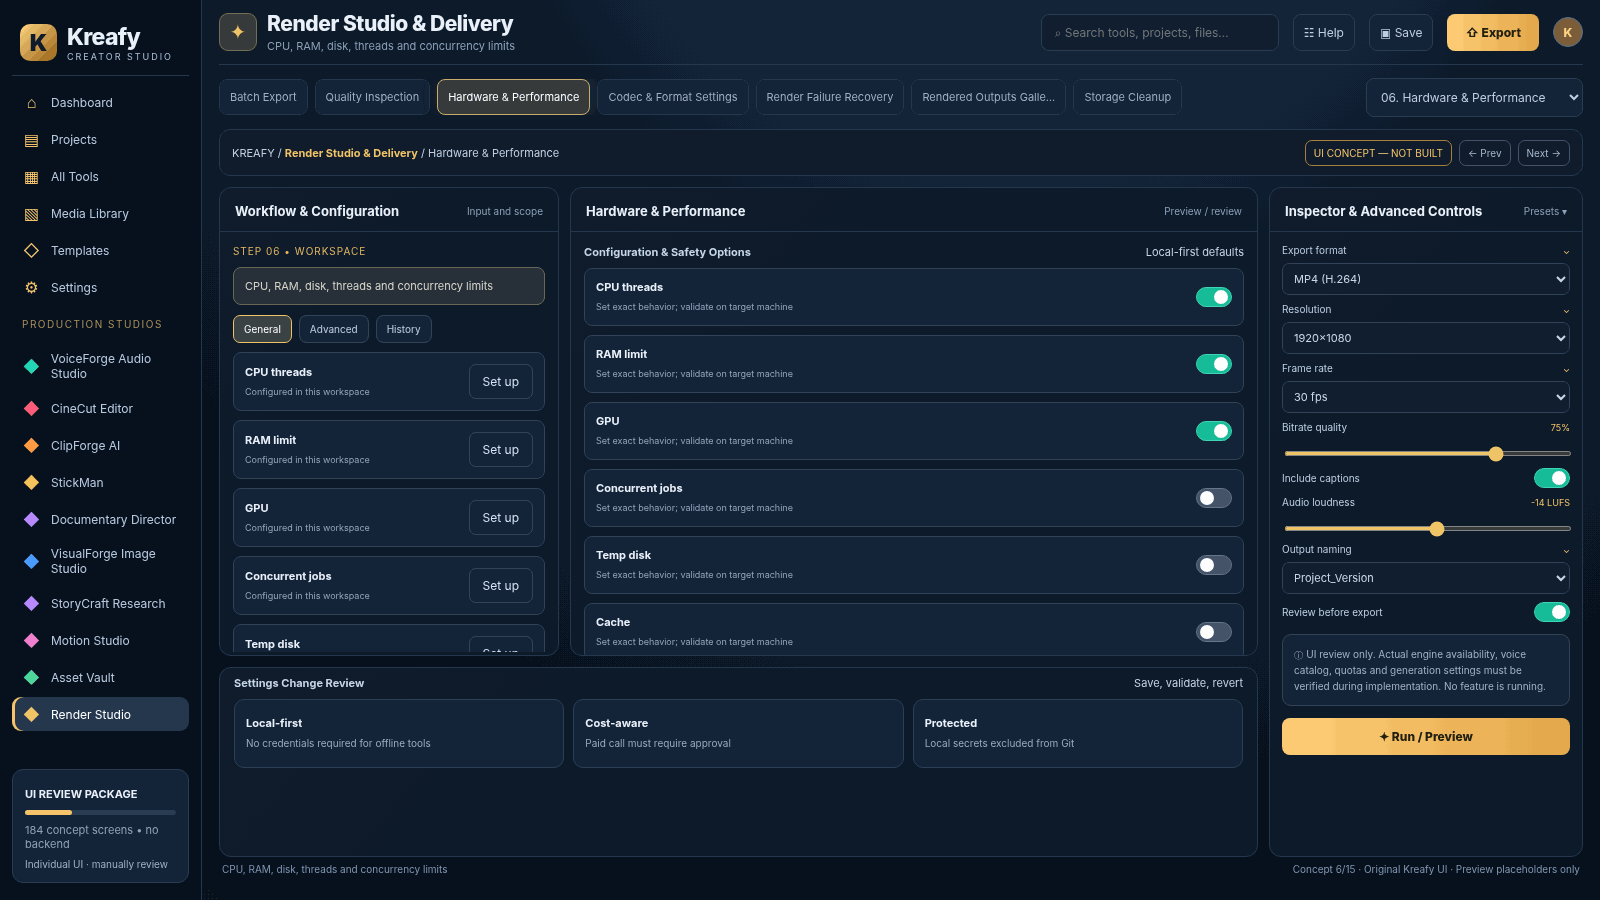 K
Kreafy
CREATOR STUDIO
Dashboard
Projects
All Tools
Media Library
Templates
Settings
PRODUCTION STUDIOS
VoiceForge Audio
Studio
CineCut Editor
ClipForge AI
StickMan
Documentary Director
VisualForge Image
Studio
StoryCraft Research
Motion Studio
Asset Vault
Render Studio
UI REVIEW PACKAGE
184 concept screens • no
backend
Individual UI · manually review
Render Studio & Delivery
CPU, RAM, disk, threads and concurrency limits
Search tools, projects, files...
Help
Save
Export
K
Batch Export
Quality Inspection
Hardware & Performance
Codec & Format Settings
Render Failure Recovery
Rendered Outputs Galle...
Storage Cleanup
06. Hardware & Performance
KREAFY / Render Studio & Delivery / Hardware & Performance
UI CONCEPT — NOT BUILT
← Prev
Next →
Workflow & Configuration
Input and scope
STEP 06 • WORKSPACE
CPU, RAM, disk, threads and concurrency limits
General
Advanced
History
CPU threads
Configured in this workspace
Set up
RAM limit
Configured in this workspace
Set up
GPU
Configured in this workspace
Set up
Concurrent jobs
Configured in this workspace
Set up
Temp disk
Set up
Hardware & Performance
Preview / review
Configuration & Safety Options
Local-first defaults
CPU threads
Set exact behavior; validate on target machine
RAM limit
Set exact behavior; validate on target machine
GPU
Set exact behavior; validate on target machine
Concurrent jobs
Set exact behavior; validate on target machine
Temp disk
Set exact behavior; validate on target machine
Cache
Set exact behavior; validate on target machine
Settings Change Review
Save, validate, revert
Local-first
No credentials required for offline tools
Cost-aware
Paid call must require approval
Protected
Local secrets excluded from Git
Inspector & Advanced Controls
Presets ▾
Export format
MP4 (H.264)
Resolution
1920×1080
Frame rate
30 fps
Bitrate quality
75%
Include captions
Audio loudness
-14 LUFS
Output naming
Project_Version
Review before export
ⓘ UI review only. Actual engine availability, voice
catalog, quotas and generation settings must be
verified during implementation. No feature is running.
✦ Run / Preview
CPU, RAM, disk, threads and concurrency limits
Concept 6/15 · Original Kreafy UI · Preview placeholders only